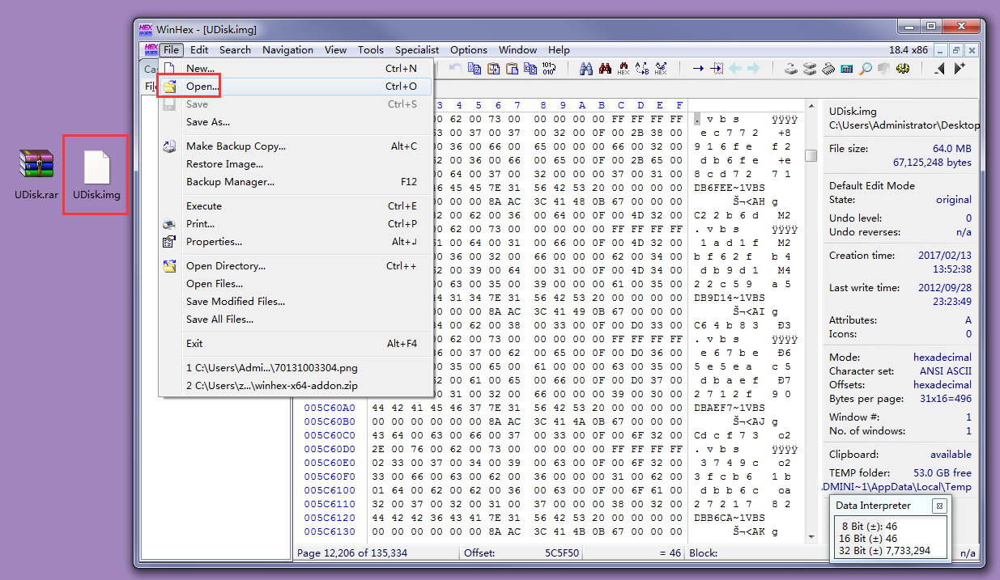 UDisk.rar
UDisk.img
WinHex - [UDisk.img]
File Edit Search Navigation View Tools Specialist Options Window Help 18.4 x86
New... Ctrl+N
Open... Ctrl+O
Save Ctrl+S
Save As...
Make Backup Copy... Alt+C
Restore Image...
Backup Manager... F12
Execute Ctrl+E
Print... Ctrl+P
Properties... Alt+↲
Open Directory... Ctrl++
Open Files...
Save Modified Files...
Save All Files...
Exit Alt+F4
1 C:\Users\Admi...\70131003304.png
2 C:\Users\z...\winhex-x64-addon.zip
3 4 5 6 7 8 9 A B C D E F
00 62 00 73 00 00 00 00 00 FF FF FF FF . v b s ÿÿÿÿ
53 00 37 00 37 00 32 00 0F 00 2B 38 00 e c 7 7 2 +8
00 36 00 66 00 65 00 00 00 66 00 32 00 9 1 6 f e f 2
62 00 36 00 66 00 65 00 0F 00 2B 65 00 d b 6 f e +e
00 64 00 37 00 32 00 00 00 37 00 31 00 8 c d 7 2 7 1
46 45 45 7E 31 56 42 53 20 00 00 00 00 DB6FEE~1VBS
00 00 00 8A AC 3C 41 48 0B 67 00 00 00 Š¬<AH g
32 00 62 00 36 00 64 00 0F 00 4D 32 00 C 2 2 b 6 d M2
00 62 00 73 00 00 00 00 00 FF FF FF FF . v b s ÿÿÿÿ
61 00 64 00 31 00 66 00 0F 00 4D 32 00 1 a d 1 f M2
00 36 00 32 00 66 00 00 00 62 00 34 00 b f 6 2 f b 4
62 00 39 00 64 00 31 00 0F 00 4D 34 00 d b 9 d 1 M4
00 63 00 35 00 39 00 00 00 61 00 35 00 2 2 c 5 9 a 5
44 31 34 7E 31 56 42 53 20 00 00 00 00 DB9D14~1VBS
00 00 00 8A AC 3C 41 49 0B 67 00 00 00 Š¬<AI g
34 00 62 00 38 00 33 00 0F 00 D0 33 00 C 6 4 b 8 3 Ð3
00 62 00 73 00 00 00 00 00 FF FF FF FF . v b s ÿÿÿÿ
36 00 37 00 62 00 65 00 0F 00 D0 36 00 e 6 7 b e Ð6
00 35 00 65 00 61 00 00 00 63 00 35 00 5 e 5 e a c 5
62 00 61 00 65 00 66 00 0F 00 D0 37 00 d b a e f Ð7
00 31 00 32 00 66 00 00 00 39 00 30 00 2 7 1 2 f 9 0
005C60A0 44 42 41 45 46 37 7E 31 56 42 53 20 00 00 00 00 DBAEF7~1VBS
005C60B0 00 00 00 00 00 00 8A AC 3C 41 4A 0B 67 00 00 00 Š¬<AJ g
005C60C0 43 64 00 63 00 66 00 37 00 33 00 0F 00 6F 32 00 Cd c f 7 3 o2
005C60D0 2E 00 76 00 62 00 73 00 00 00 00 00 FF FF FF FF . v b s ÿÿÿÿ
005C60E0 02 33 00 37 00 34 00 39 00 63 00 0F 00 6F 32 00 3 7 4 9 c o2
005C60F0 33 00 66 00 63 00 62 00 36 00 00 00 31 00 62 00 3 f c b 6 1 b
005C6100 01 64 00 62 00 62 00 36 00 63 00 0F 00 6F 61 00 d b b 6 c oa
005C6110 32 00 37 00 32 00 31 00 37 00 00 00 38 00 32 00 2 7 2 1 7 8 2
005C6120 44 42 42 36 43 41 7E 31 56 42 53 20 00 00 00 00 DBB6CA~1VBS
005C6130 00 00 00 00 00 00 8A AC 3C 41 4B 0B 67 00 00 00 Š¬<AK g
Page 12,206 of 135,334 Offset: 5C5F50 = 46 Block: n/a
UDisk.img
C:\Users\Administrator\Desktop
File size: 64.0 MB
67,125,248 bytes
Default Edit Mode
State: original
Undo level: 0
Undo reverses: n/a
Creation time: 2017/02/13
13:52:38
Last write time: 2012/09/28
23:23:49
Attributes: A
Icons: 0
Mode: hexadecimal
Character set: ANSI ASCII
Offsets: hexadecimal
Bytes per page: 31x16=496
Window #: 1
No. of windows: 1
Clipboard: available
TEMP folder: 53.0 GB free
DMINI~1\AppData\Local\Temp
Data Interpreter
8 Bit (±): 46
16 Bit (±): 46
32 Bit (±): 7,733,294